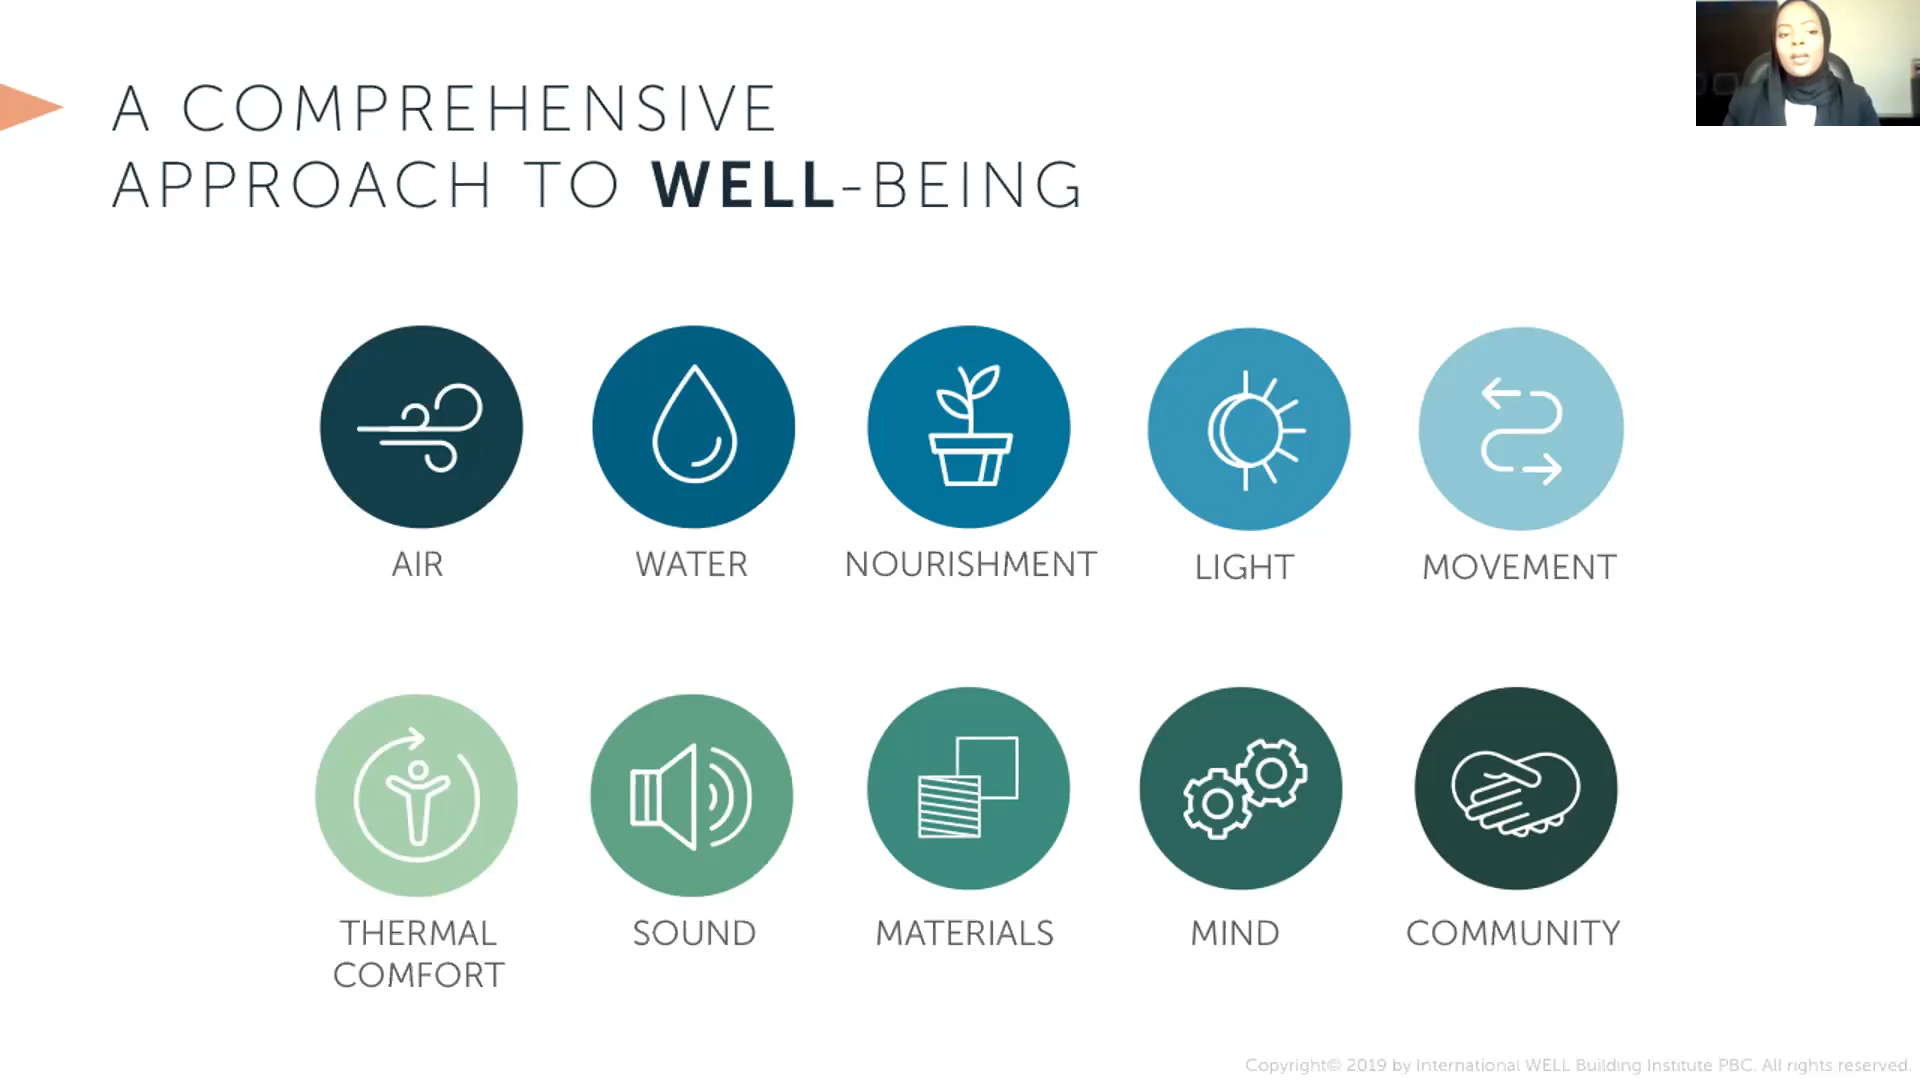 A COMPREHENSIVE
APPROACH TO WELL-BEING
AIR
WATER
NOURISHMENT
LIGHT
MOVEMENT
THERMAL
COMFORT
SOUND
MATERIALS
MIND
COMMUNITY
Copyright© 2019 by International WELL Building Institute PBC. All rights reserved.